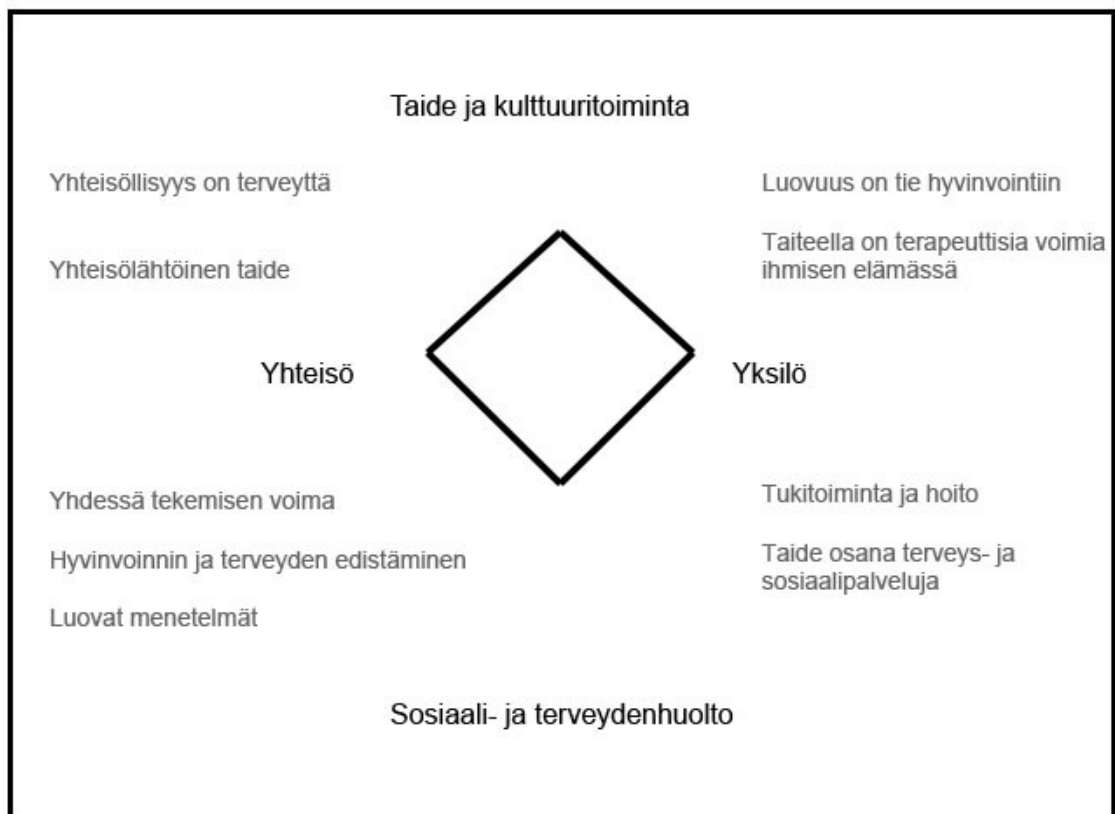 Taide ja kulttuuritoiminta
Yhteisöllisyys on terveyttä
Luovuus on tie hyvinvointiin
Yhteisölähtöinen taide
Taiteella on terapeuttisia voimia
ihmisen elämässä
Yhteisö
Yksilö
Yhdessä tekemisen voima
Hyvinvoinnin ja terveyden edistäminen
Luovat menetelmät
Tukitoiminta ja hoito
Taide osana terveys- ja
sosiaalipalveluja
Sosiaali- ja terveydenhuolto